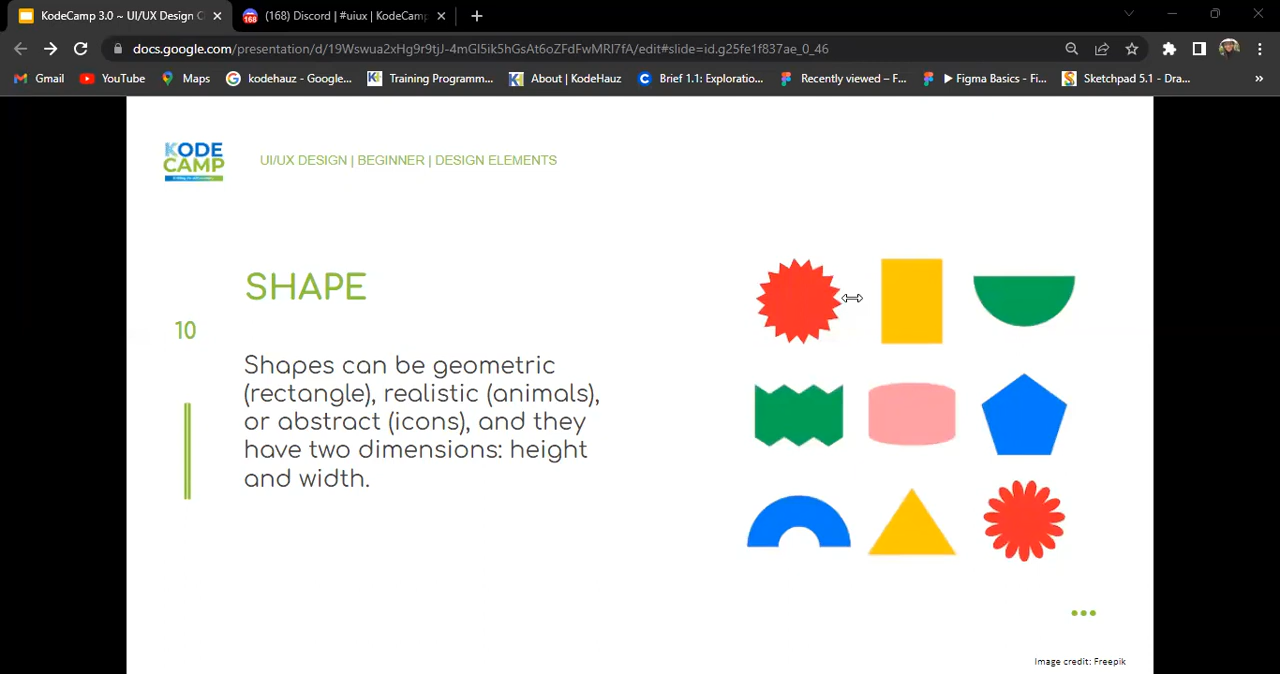 KodeCamp 3.0 ~ UI/UX Design C
168
(168) Discord | #uiux | KodeCamp
docs.google.com/presentation/d/19Wswua2xHg9r9tjJ-4mGI5ik5hGsAt6oZFdFwMRI7fA/edit#slide=id.g25fe1f837ae_0_46
Gmail
YouTube
Maps
kodehauz - Google...
Training Programm...
About | KodeHauz
Brief 1.1: Exploratio...
Recently viewed – F...
▶ Figma Basics - Fi...
Sketchpad 5.1 - Dra...
»
KODE
CAMP
UI/UX DESIGN | BEGINNER | DESIGN ELEMENTS
SHAPE
10
Shapes can be geometric
(rectangle), realistic (animals),
or abstract (icons), and they
have two dimensions: height
and width.
Image credit: Freepik